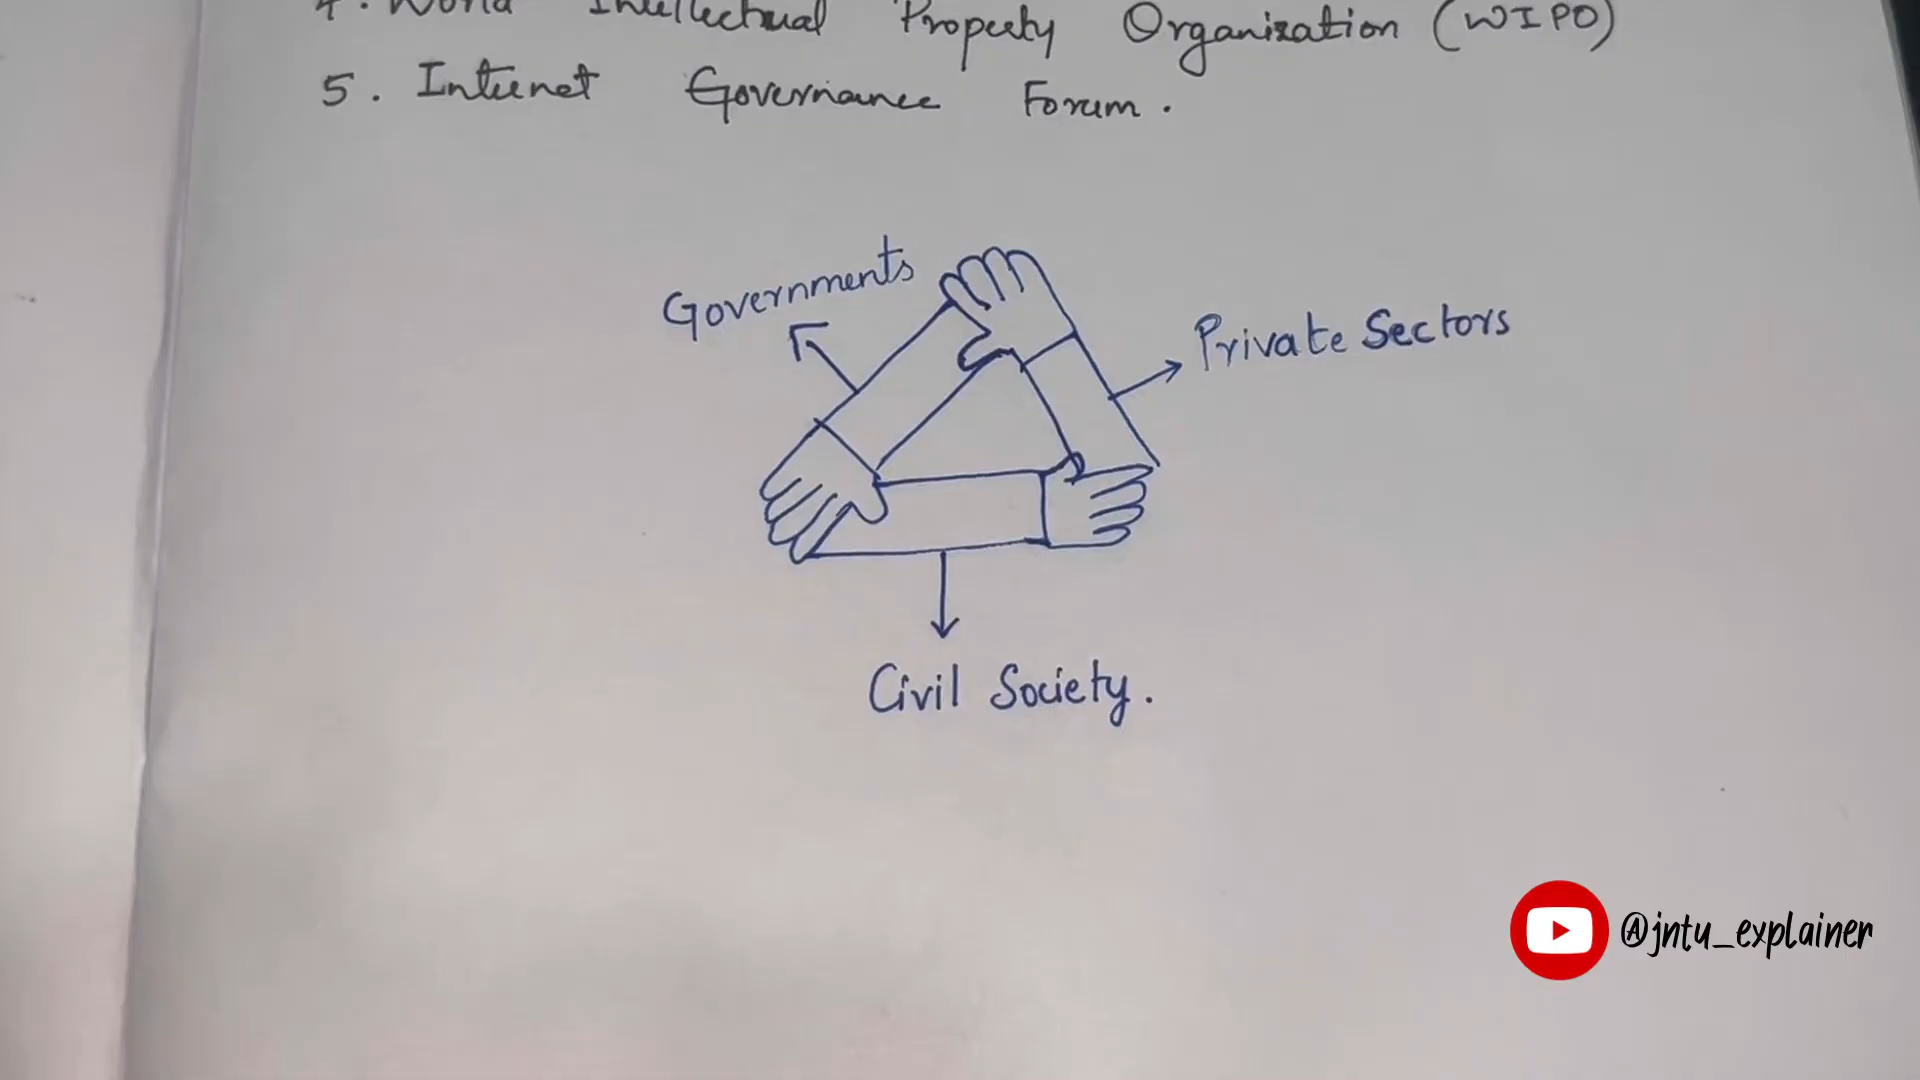 4. World Intellectual Property Organization (WIPO)
5. Internet Governance Forum.
Governments
Private Sectors
Civil Society.
@jntu_explainer